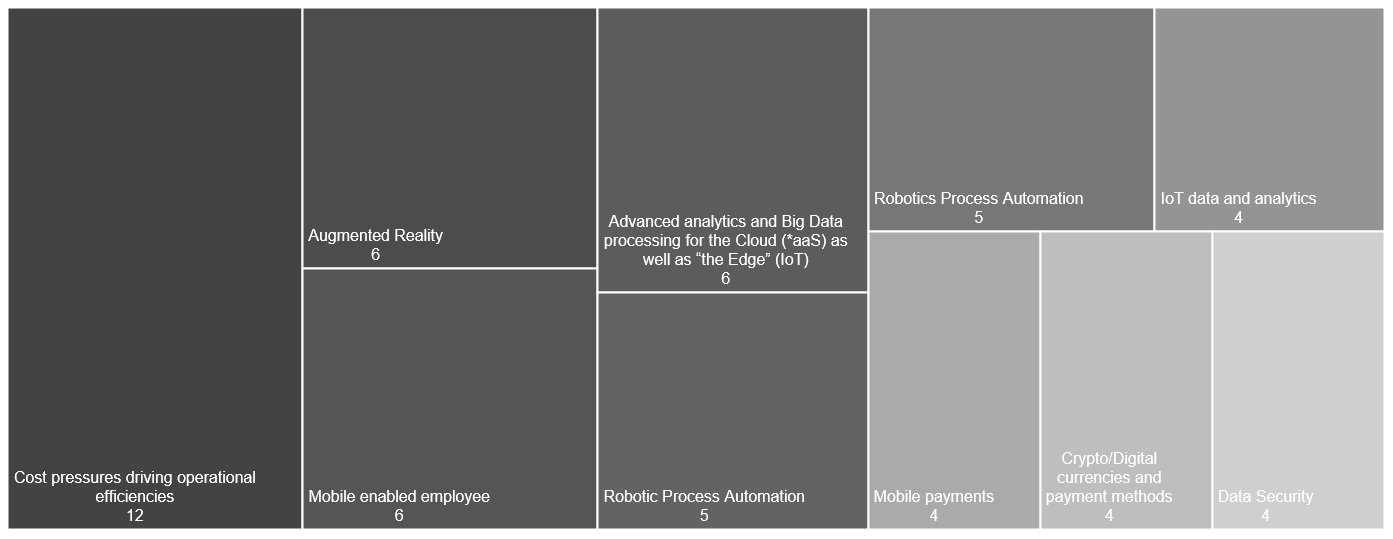 Cost pressures driving operational
efficiencies
12
Augmented Reality
6
Mobile enabled employee
6
Advanced analytics and Big Data
processing for the Cloud (*aaS) as
well as “the Edge” (IoT)
6
Robotic Process Automation
5
Robotics Process Automation
5
IoT data and analytics
4
Mobile payments
4
Crypto/Digital
currencies and
payment methods
4
Data Security
4